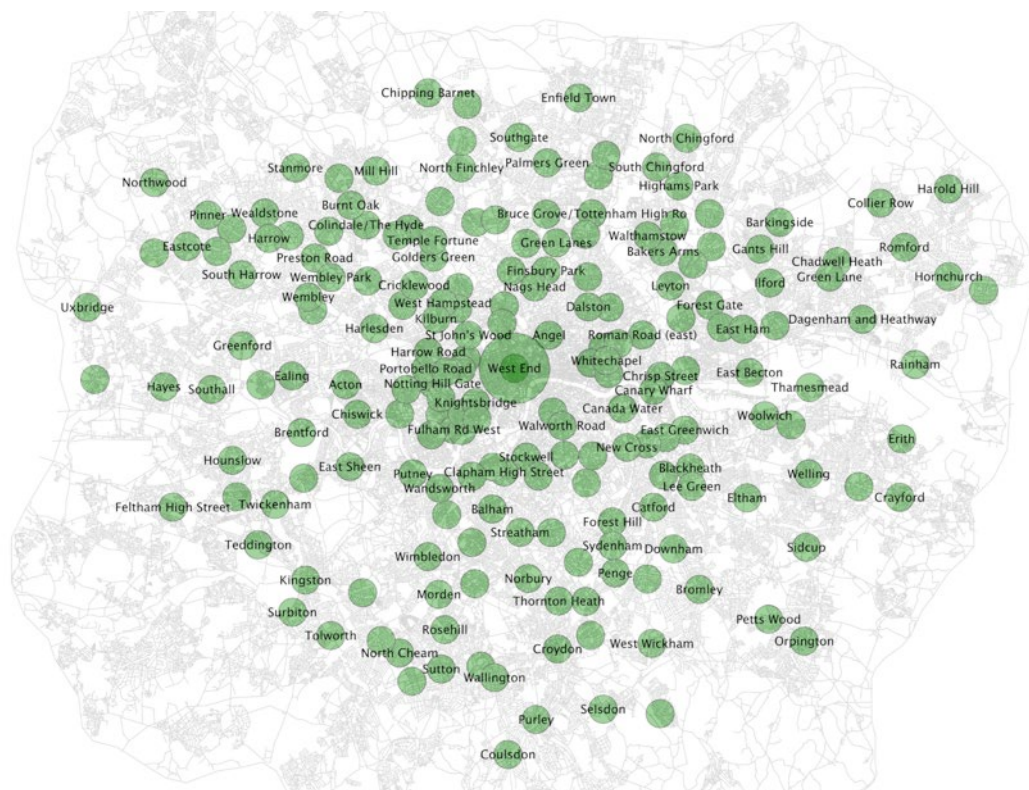 Chipping Barnet
Enfield Town
Southgate
North Chingford
Palmers Green
North Finchley
South Chingford
Stanmore
Mill Hill
Northwood
Highams Park
Harold Hill
Collier Row
Burnt Oak
Pinner
Wealdstone
Bruce Grove/Tottenham High Ro
Barkingside
Colindale/The Hyde
Walthamstow
Harrow
Temple Fortune
Green Lanes
Eastcote
Romford
Bakers Arms
Gants Hill
Preston Road
Golders Green
Chadwell Heath
South Harrow
Wembley Park
Finsbury Park
Green Lane
Hornchurch
Cricklewood
Nags Head
Leyton
Ilford
Wembley
West Hampstead
Uxbridge
Dalston
Forest Gate
Kilburn
Dagenham and Heathway
Harlesden
St John's Wood
Angel
Roman Road (east)
East Ham
Greenford
Harrow Road
Whitechapel
Rainham
Portobello Road
West End
Ealing
Chrisp Street
East Becton
Hayes
Southall
Acton
Notting Hill Gate
Canary Wharf
Thamesmead
Knightsbridge
Canada Water
Chiswick
Woolwich
Brentford
Fulham Rd West
Walworth Road
East Greenwich
Erith
New Cross
Hounslow
East Sheen
Stockwell
Putney
Clapham High Street
Blackheath
Welling
Wandsworth
Lee Green
Eltham
Crayford
Feltham High Street
Twickenham
Balham
Catford
Forest Hill
Streatham
Teddington
Sydenham
Downham
Sidcup
Wimbledon
Kingston
Norbury
Penge
Morden
Bromley
Thornton Heath
Surbiton
Petts Wood
Rosehill
Tolworth
Orpington
West Wickham
Croydon
North Cheam
Sutton
Wallington
Selsdon
Purley
Coulsdon